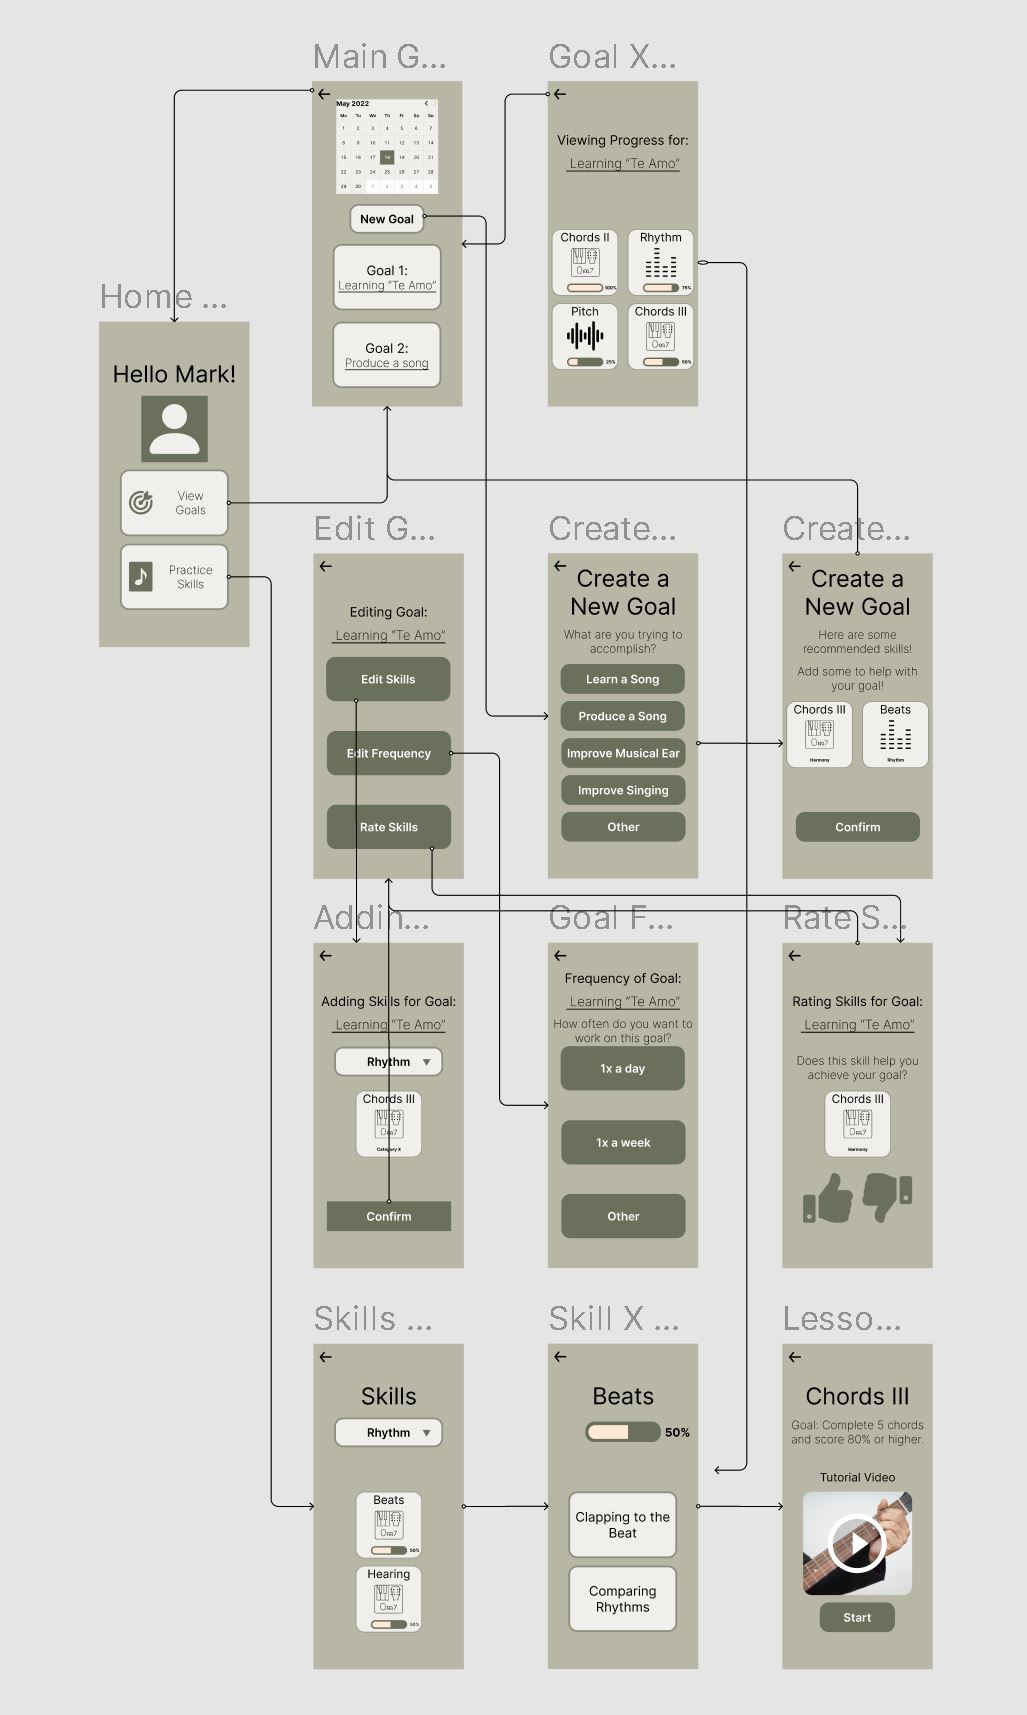 Main G...
May 2022
Mo Tu We Th Fr Sa Su
1 2 3 4 5 6 7
8 9 10 11 12 13 14
15 16 17 18 19 20 21
22 23 24 25 26 27 28
29 30 1 2 3 4 5
New Goal
Goal 1:
Learning “Te Amo”
Goal 2:
Produce a song
Goal X...
Viewing Progress for:
Learning “Te Amo”
Chords II
100%
Rhythm
75%
Pitch
25%
Chords III
50%
Home ...
Hello Mark!
View
Goals
Practice
Skills
Edit G...
Editing Goal:
Learning “Te Amo”
Edit Skills
Edit Frequency
Rate Skills
Create...
Create a
New Goal
What are you trying to
accomplish?
Learn a Song
Produce a Song
Improve Musical Ear
Improve Singing
Other
Create...
Create a
New Goal
Here are some
recommended skills!
Add some to help with
your goal!
Chords III
Harmony
Beats
Rhythm
Confirm
Addin...
Adding Skills for Goal:
Learning “Te Amo”
Rhythm
Chords III
Category X
Confirm
Goal F...
Frequency of Goal:
Learning “Te Amo”
How often do you want to
work on this goal?
1x a day
1x a week
Other
Rate S...
Rating Skills for Goal:
Learning “Te Amo”
Does this skill help you
achieve your goal?
Chords III
Harmony
Skills ...
Skills
Rhythm
Beats
50%
Hearing
50%
Skill X ...
Beats
50%
Clapping to the
Beat
Comparing
Rhythms
Lesso...
Chords III
Goal: Complete 5 chords
and score 80% or higher.
Tutorial Video
Start